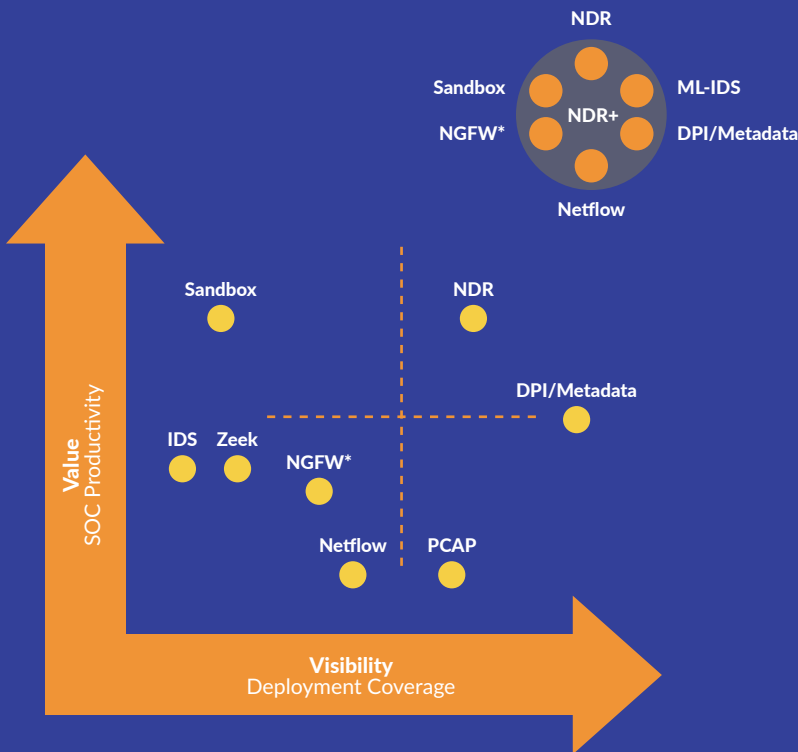 NDR
Sandbox
ML-IDS
NDR+
NGFW*
DPI/Metadata
Netflow
Sandbox
NDR
DPI/Metadata
IDS
Zeek
NGFW*
Netflow
PCAP
Value
SOC Productivity
Visibility
Deployment Coverage